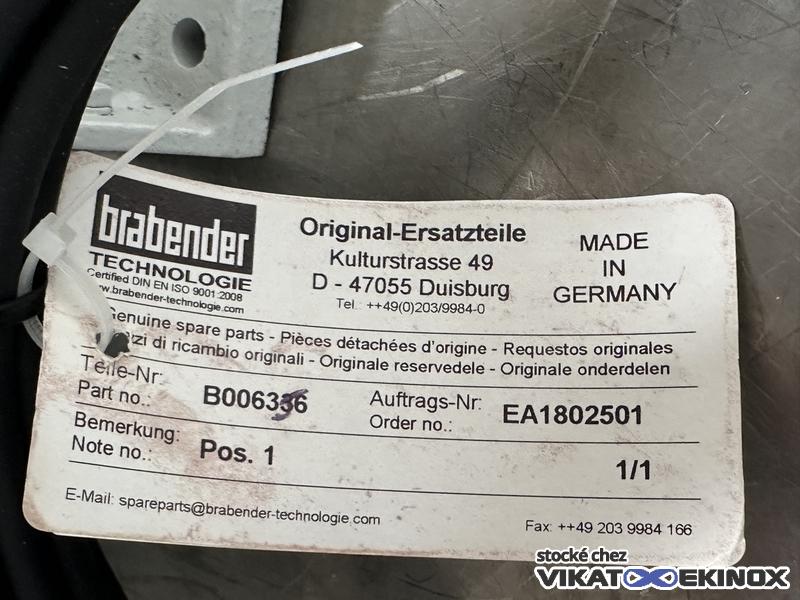 brabender
TECHNOLOGIE
Certified DIN EN ISO 9001:2008
www.brabender-technologie.com
Original-Ersatzteile
Kulturstrasse 49
D - 47055 Duisburg
Tel.: ++49(0)203/9984-0
MADE
IN
GERMANY
Genuine spare parts - Pièces détachées d'origine - Requestos originales
di ricambio originali - Originale reservedele - Originale onderdelen
Teile-Nr:
Part no.:
Auftrags-Nr:
Order no.:
EA1802501
Bemerkung:
Note no.:
Pos. 1
1/1
E-Mail: spareparts@brabender-technologie.com
Fax: ++49 203 9984 166
stocké chez
VIKATOO EKINOX